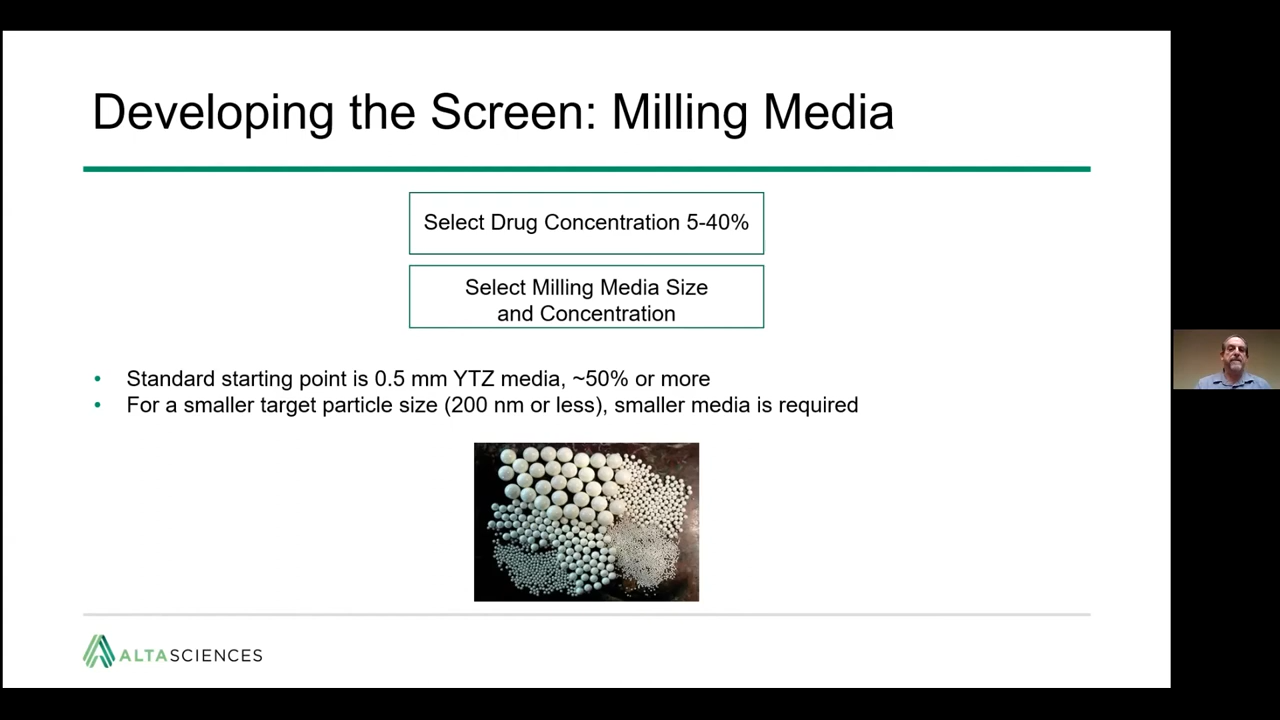 Developing the Screen: Milling Media
Select Drug Concentration 5-40%
Select Milling Media Size
and Concentration
• Standard starting point is 0.5 mm YTZ media, ~50% or more
• For a smaller target particle size (200 nm or less), smaller media is required
ALTASCIENCES